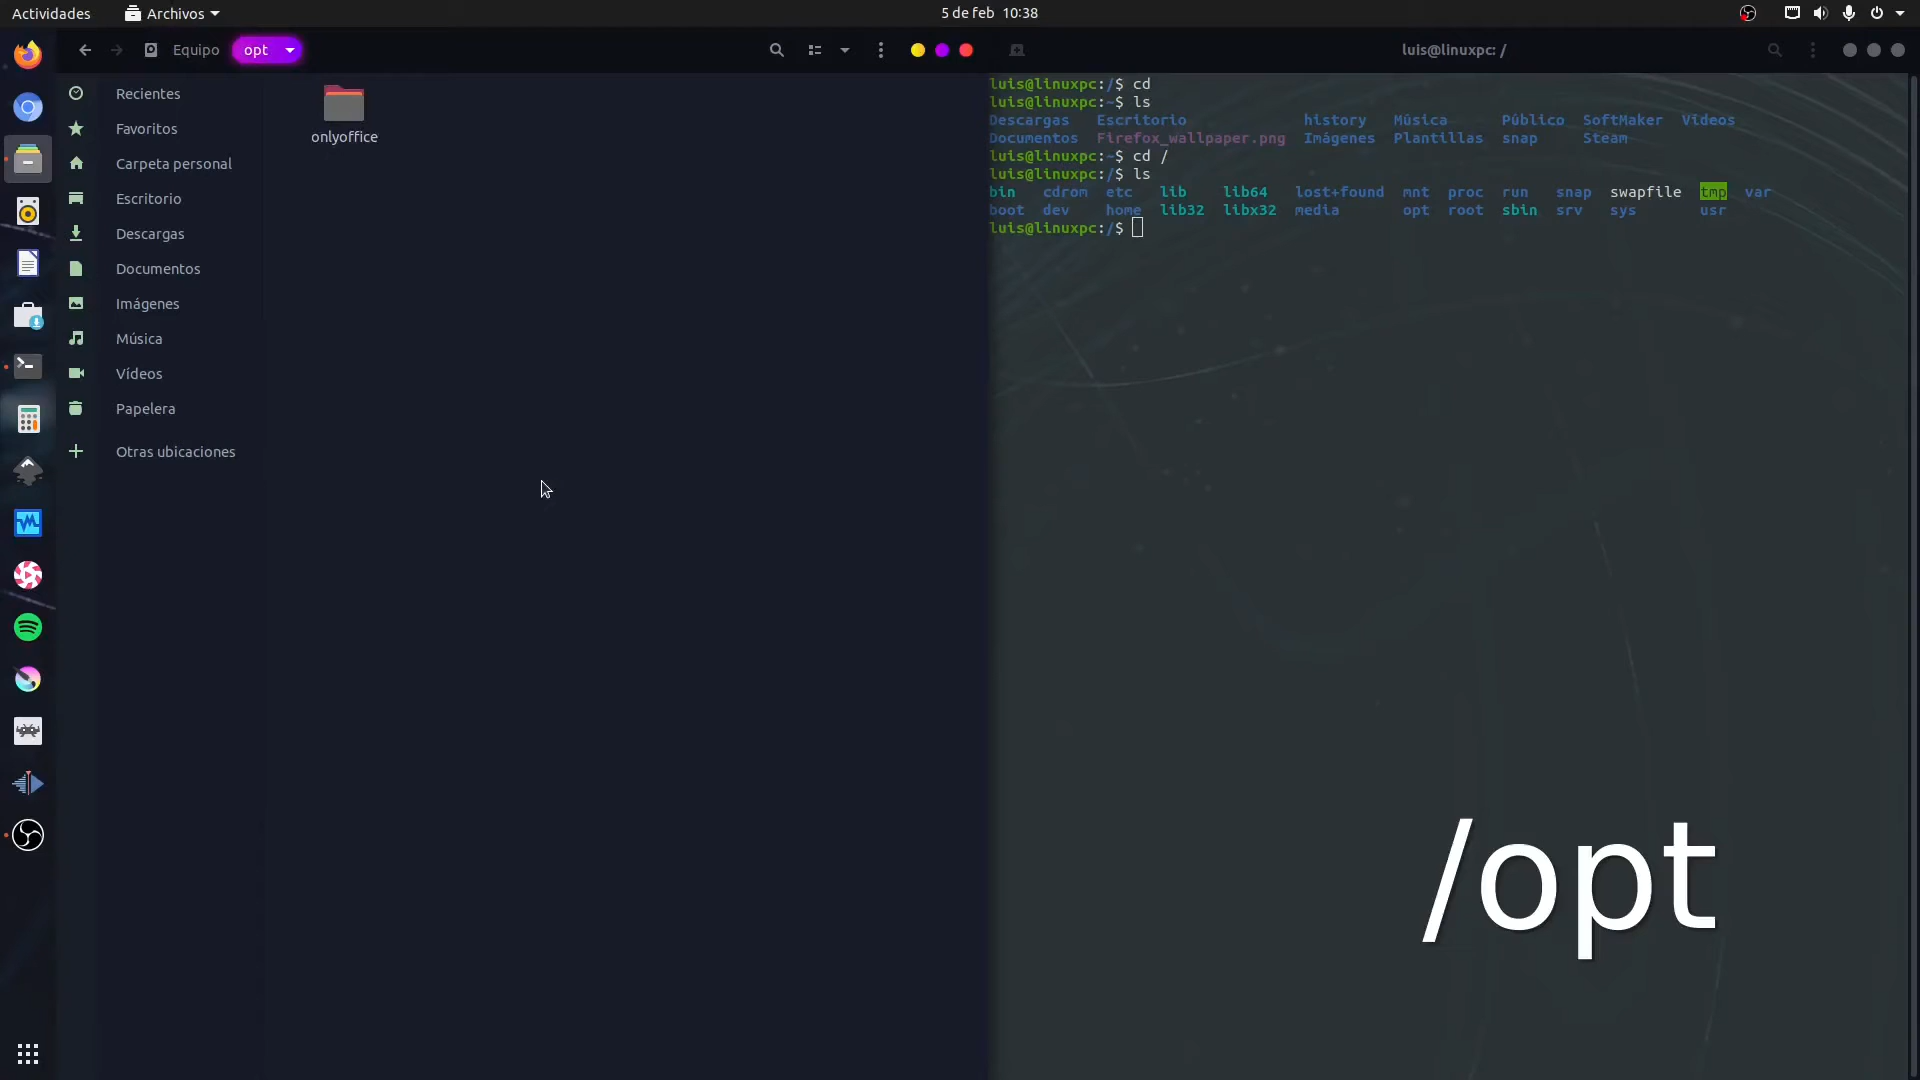 Actividades Archivos 5 de feb 10:38
Equipo opt luis@linuxpc: /
Recientes
Favoritos
Carpeta personal
Escritorio
Descargas
Documentos
Imágenes
Música
Vídeos
Papelera
Otras ubicaciones
onlyoffice
luis@linuxpc:/$ cd
luis@linuxpc:~$ ls
Descargas Escritorio history Música Público SoftMaker Vídeos
Documentos Firefox_wallpaper.png Imágenes Plantillas snap Steam
luis@linuxpc:~$ cd /
luis@linuxpc:/$ ls
bin cdrom etc lib lib64 lost+found mnt proc run snap swapfile tmp var
boot dev home lib32 libx32 media opt root sbin srv sys usr
luis@linuxpc:/$
/opt